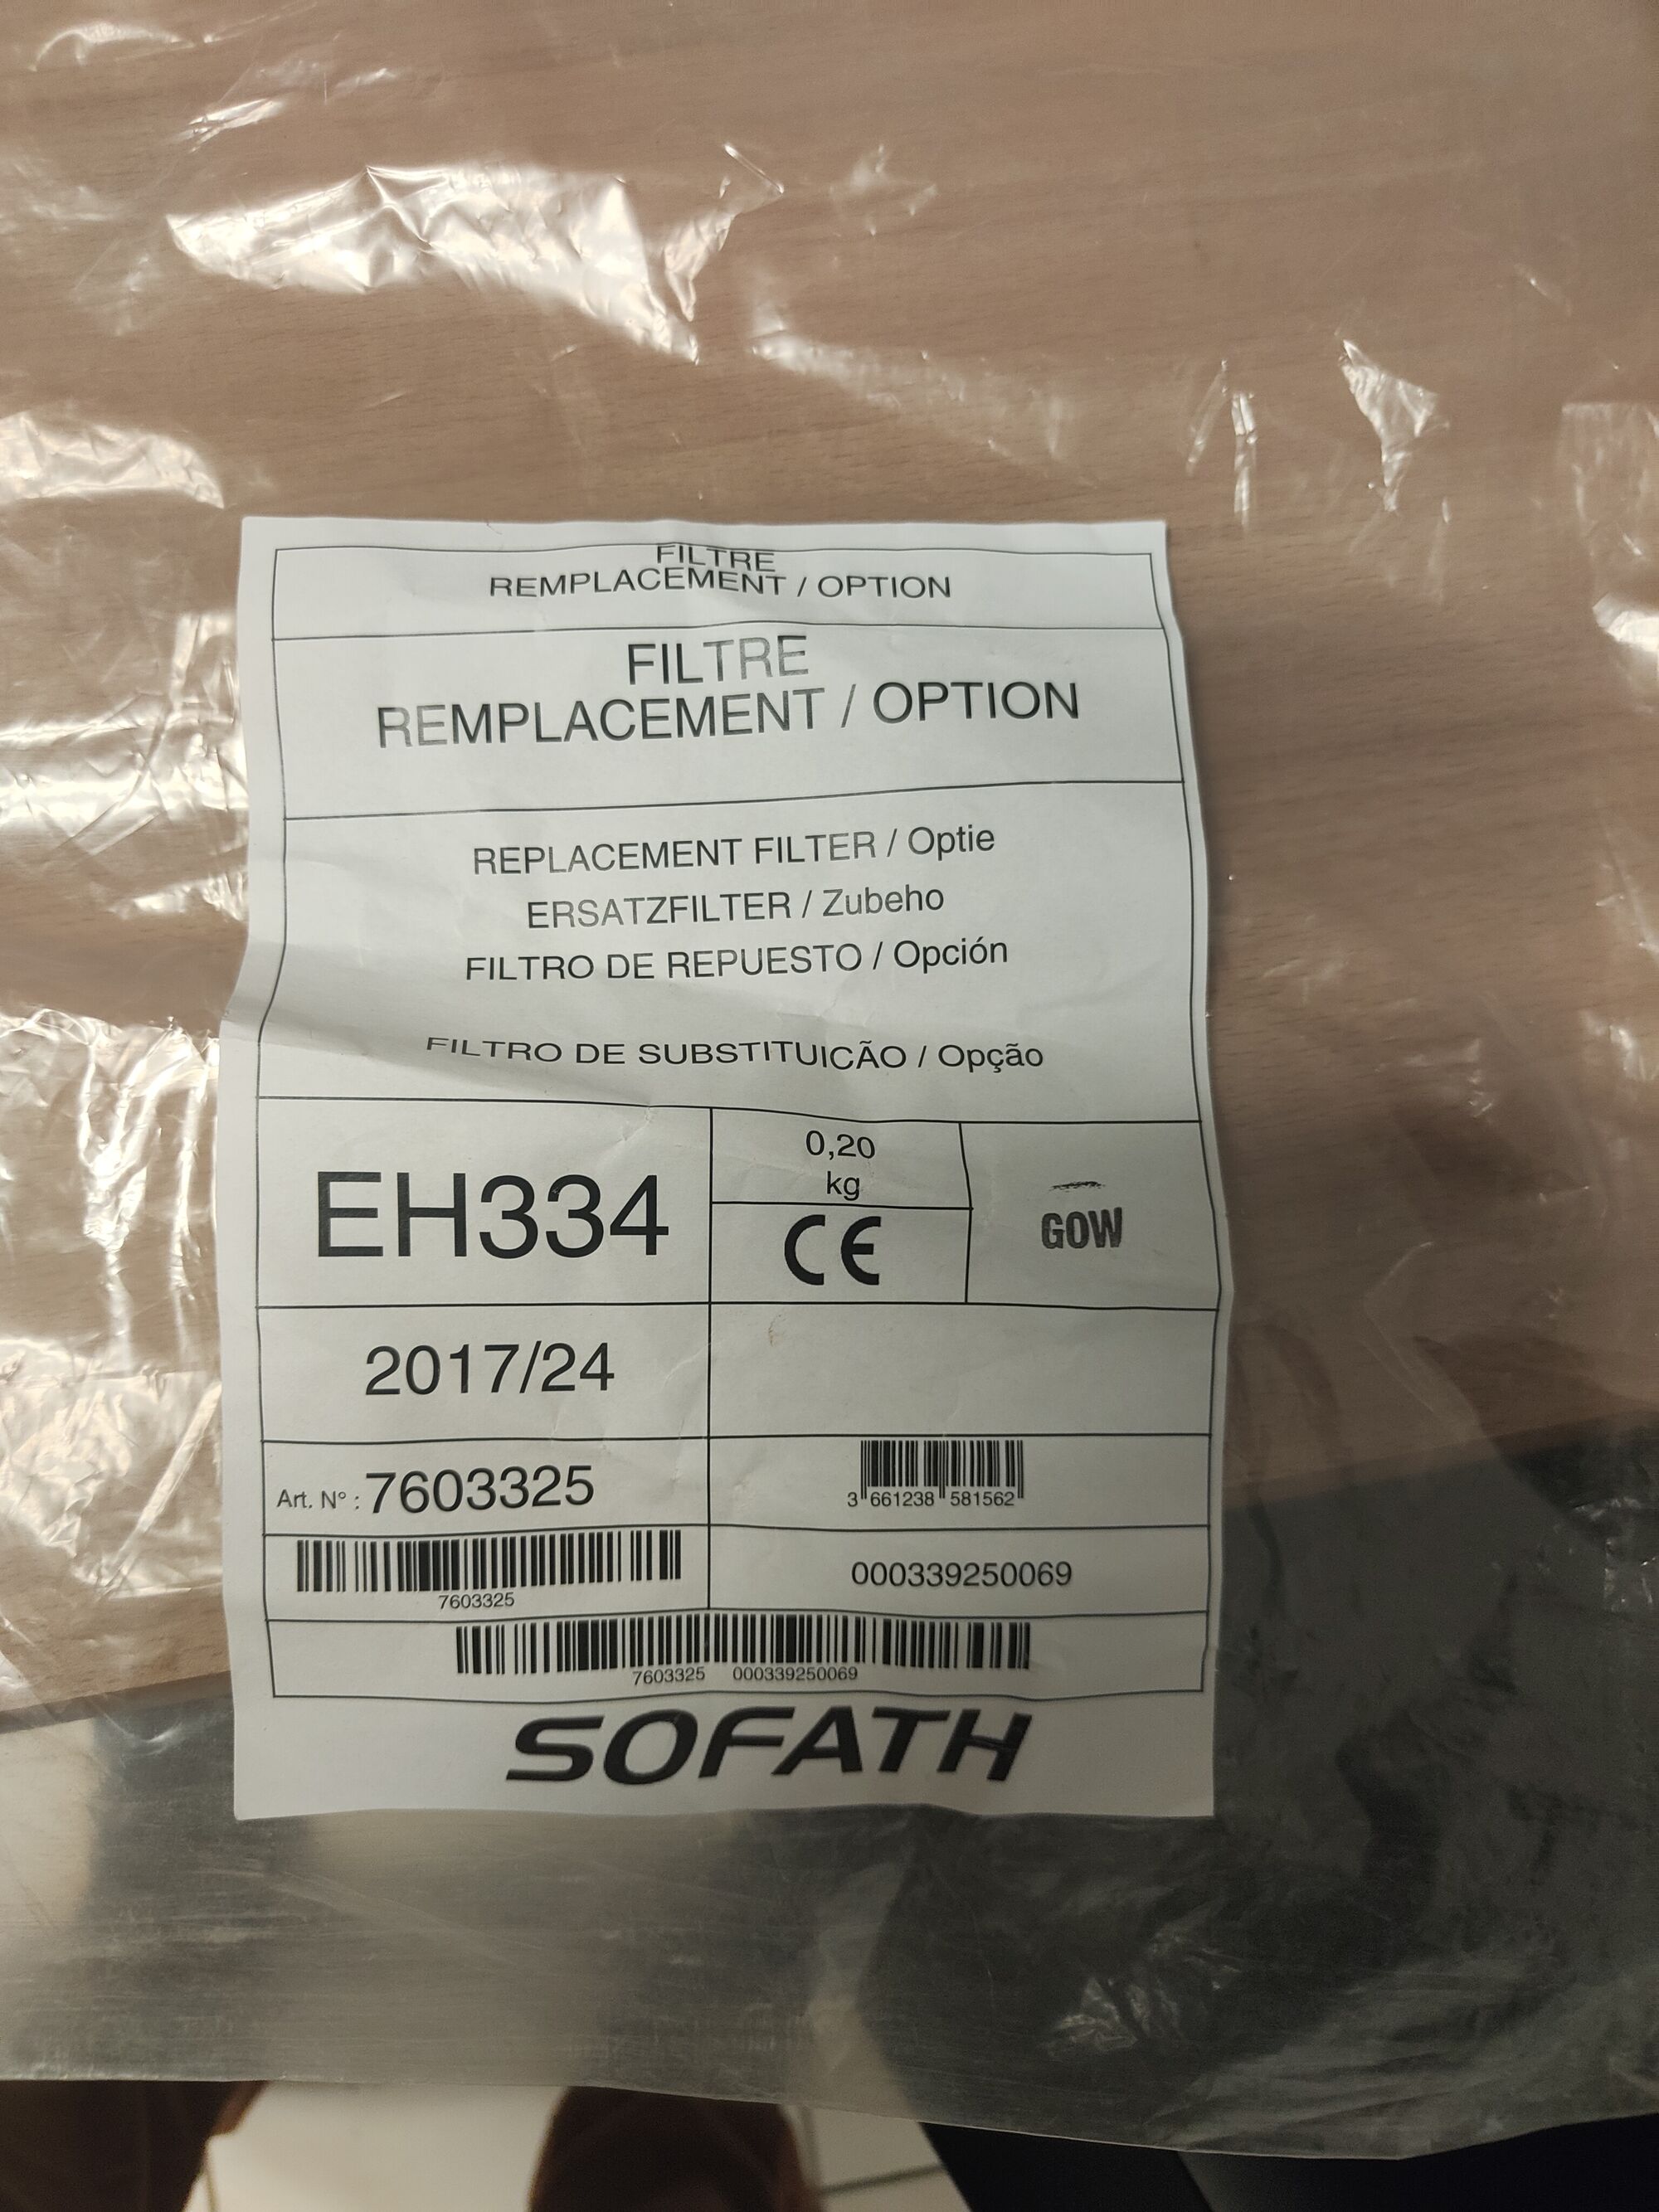 FILTRE
REMPLACEMENT / OPTION
FILTRE
REMPLACEMENT / OPTION
REPLACEMENT FILTER / Optie
ERSATZFILTER / Zubeho
FILTRO DE REPUESTO / Opción
FILTRO DE SUBSTITUICÃO / Opção
EH334
0,20
kg
CE
GOW
2017/24
Art. N° : 7603325
3 661238 581562
7603325
000339250069
7603325 000339250069
SOFATH